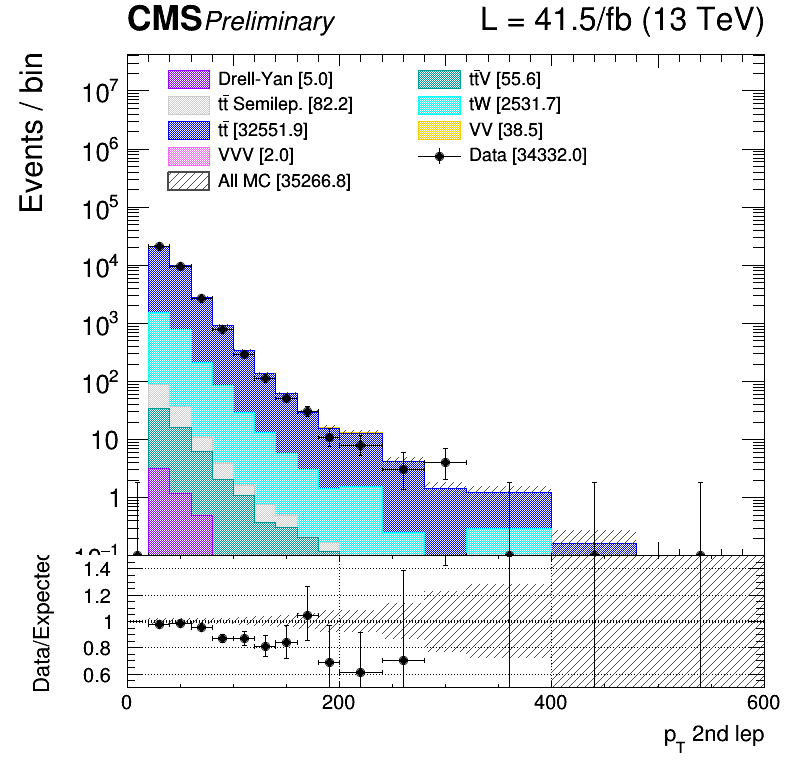 CMS Preliminary L = 41.5/fb (13 TeV)
Events / bin
Drell-Yan [5.0]
tt̄ Semilep. [82.2]
tt̄ [32551.9]
VVV [2.0]
All MC [35266.8]
tt̄V [55.6]
tW [2531.7]
VV [38.5]
Data [34332.0]
10⁷
10⁶
10⁵
10⁴
10³
10²
10
1
10⁻¹
Data/Expected
1.4
1.2
1
0.8
0.6
0 200 400 600
p_T 2nd lep